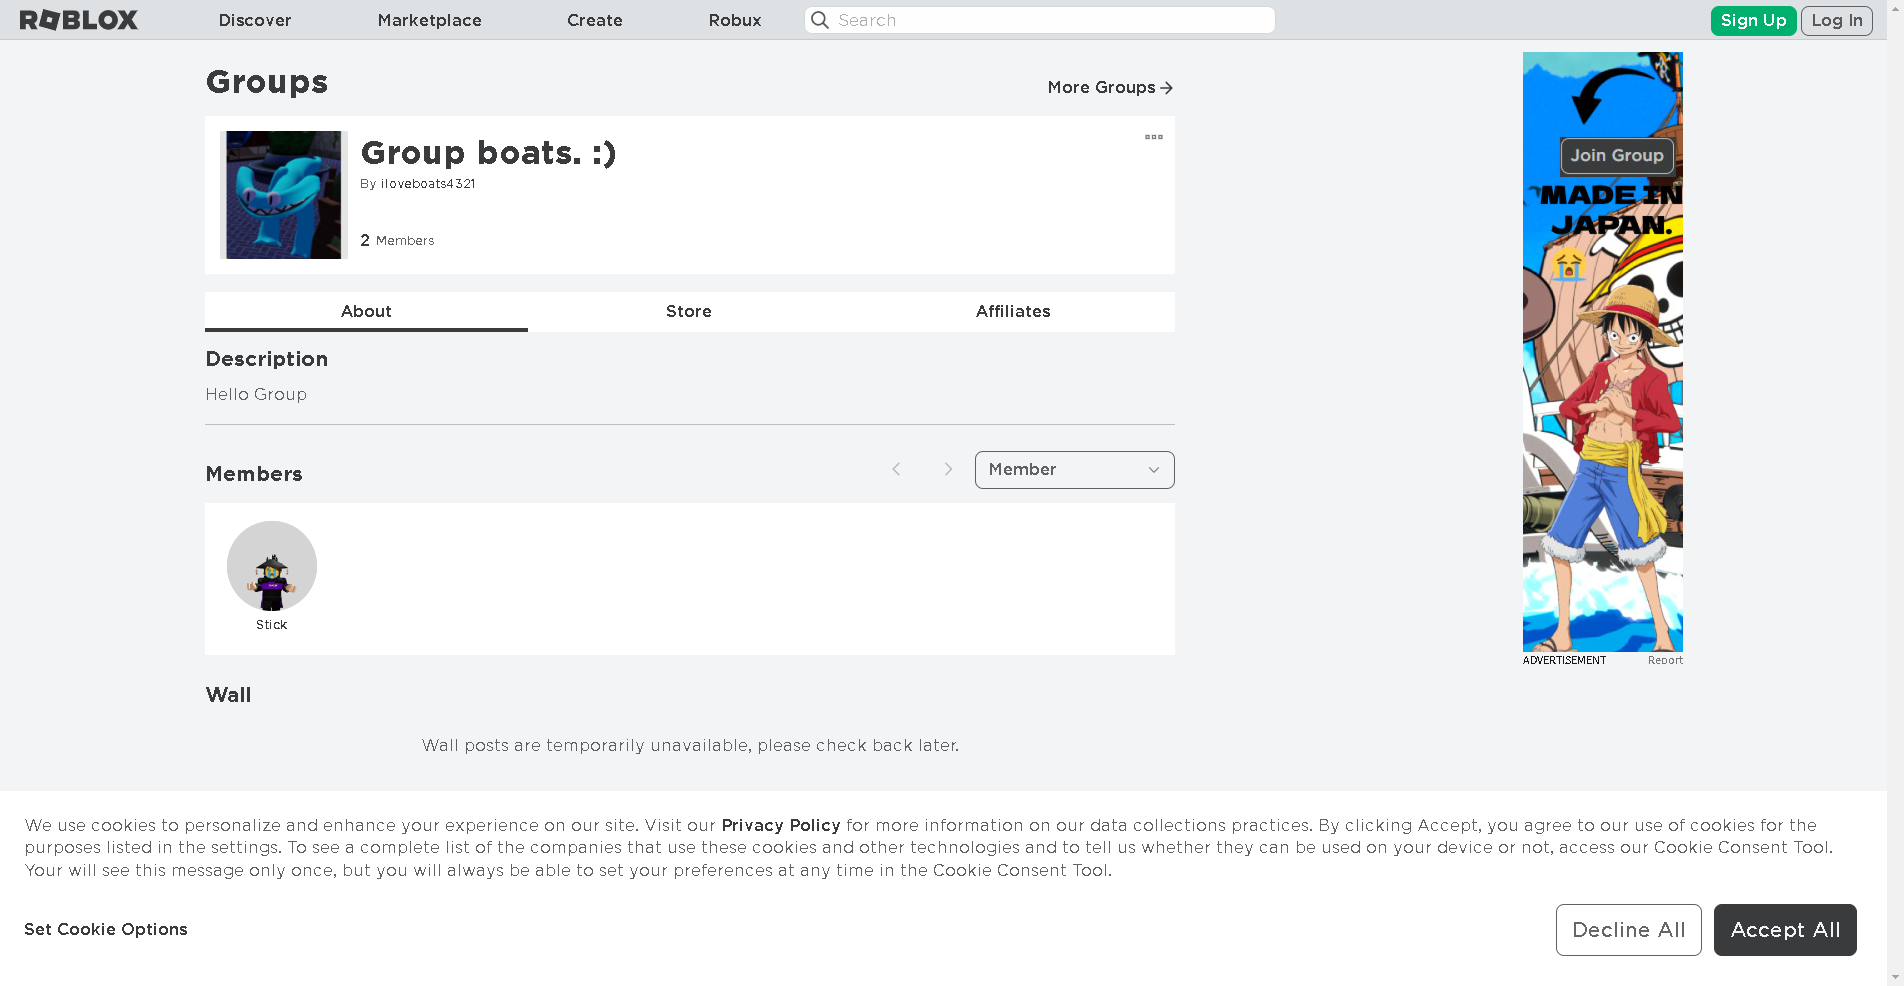 ROBLOX Discover Marketplace Create Robux Search Sign Up Log In
Groups
More Groups
Group boats. :)
By iloveboats4321
2 Members
About Store Affiliates
Description
Hello Group
Members
Member
Stick
Wall
Wall posts are temporarily unavailable, please check back later.
Join Group
MADE IN
JAPAN.
ADVERTISEMENT Report
We use cookies to personalize and enhance your experience on our site. Visit our Privacy Policy for more information on our data collections practices. By clicking Accept, you agree to our use of cookies for the
purposes listed in the settings. To see a complete list of the companies that use these cookies and other technologies and to tell us whether they can be used on your device or not, access our Cookie Consent Tool.
Your will see this message only once, but you will always be able to set your preferences at any time in the Cookie Consent Tool.
Set Cookie Options
Decline All
Accept All